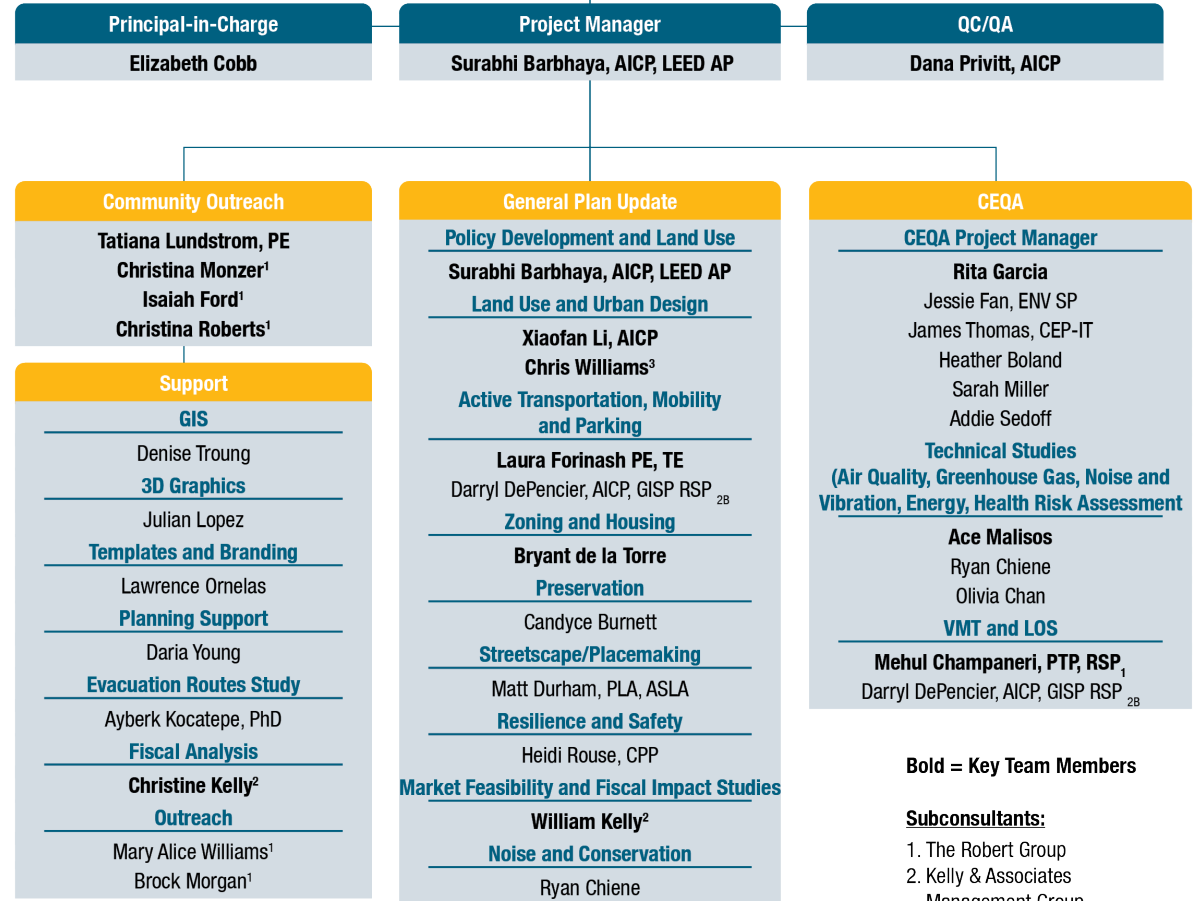 Principal-in-Charge
Elizabeth Cobb
Project Manager
Surabhi Barbhaya, AICP, LEED AP
QC/QA
Dana Privitt, AICP
Community Outreach
Tatiana Lundstrom, PE
Christina Monzer¹
Isaiah Ford¹
Christina Roberts¹
Support
GIS
Denise Troung
3D Graphics
Julian Lopez
Templates and Branding
Lawrence Ornelas
Planning Support
Daria Young
Evacuation Routes Study
Ayberk Kocatepe, PhD
Fiscal Analysis
Christine Kelly²
Outreach
Mary Alice Williams¹
Brock Morgan¹
General Plan Update
Policy Development and Land Use
Surabhi Barbhaya, AICP, LEED AP
Land Use and Urban Design
Xiaofan Li, AICP
Chris Williams³
Active Transportation, Mobility
and Parking
Laura Forinash PE, TE
Darryl DePencier, AICP, GISP RSP 2B
Zoning and Housing
Bryant de la Torre
Preservation
Candyce Burnett
Streetscape/Placemaking
Matt Durham, PLA, ASLA
Resilience and Safety
Heidi Rouse, CPP
Market Feasibility and Fiscal Impact Studies
William Kelly²
Noise and Conservation
Ryan Chiene
CEQA
CEQA Project Manager
Rita Garcia
Jessie Fan, ENV SP
James Thomas, CEP-IT
Heather Boland
Sarah Miller
Addie Sedoff
Technical Studies
(Air Quality, Greenhouse Gas, Noise and
Vibration, Energy, Health Risk Assessment
Ace Malisos
Ryan Chiene
Olivia Chan
VMT and LOS
Mehul Champaneri, PTP, RSP₁
Darryl DePencier, AICP, GISP RSP 2B
Bold = Key Team Members
Subconsultants:
1. The Robert Group
2. Kelly & Associates
Management Group